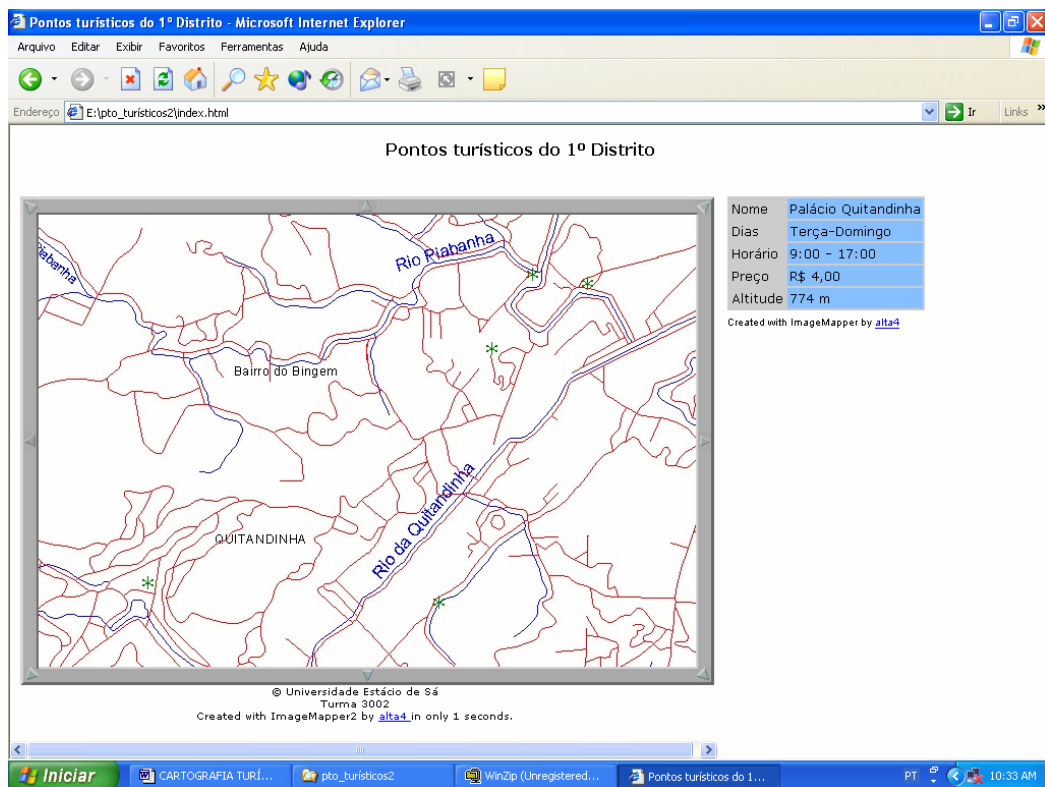 Pontos turísticos do 1º Distrito - Microsoft Internet Explorer
Arquivo Editar Exibir Favoritos Ferramentas Ajuda
Endereço E:\pto_turísticos2\index.html Ir Links »
Pontos turísticos do 1º Distrito
Nome Palácio Quitandinha
Dias Terça-Domingo
Horário 9:00 - 17:00
Preço R$ 4,00
Altitude 774 m
Created with ImageMapper by alta4
Rio Piabanha
Piabanha
Bairro do Bingem
Rio da Quitandinha
QUITANDINHA
© Universidade Estácio de Sá
Turma 3002
Created with ImageMapper2 by alta4 in only 1 seconds.
Iniciar CARTOGRAFIA TURÍ... pto_turísticos2 WinZip (Unregistered... Pontos turísticos do 1... PT 10:33 AM